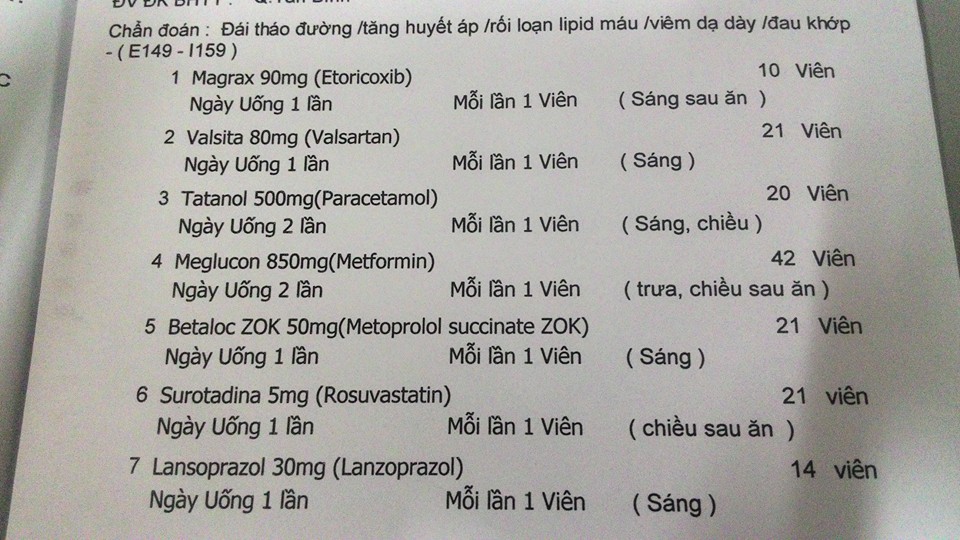 Chẩn đoán : Đái tháo đường /tăng huyết áp /rối loạn lipid máu /viêm dạ dày /đau khớp
- ( E149 - I159 )
1 Magrax 90mg (Etoricoxib) 10 Viên
Ngày Uống 1 lần Mỗi lần 1 Viên ( Sáng sau ăn )
2 Valsita 80mg (Valsartan) 21 Viên
Ngày Uống 1 lần Mỗi lần 1 Viên ( Sáng )
3 Tatanol 500mg(Paracetamol) 20 Viên
Ngày Uống 2 lần Mỗi lần 1 Viên ( Sáng, chiều )
4 Meglucon 850mg(Metformin) 42 Viên
Ngày Uống 2 lần Mỗi lần 1 Viên ( trưa, chiều sau ăn )
5 Betaloc ZOK 50mg(Metoprolol succinate ZOK) 21 Viên
Ngày Uống 1 lần Mỗi lần 1 Viên ( Sáng )
6 Surotadina 5mg (Rosuvastatin) 21 viên
Ngày Uống 1 lần Mỗi lần 1 Viên ( chiều sau ăn )
7 Lansoprazol 30mg (Lanzoprazol) 14 viên
Ngày Uống 1 lần Mỗi lần 1 Viên ( Sáng )